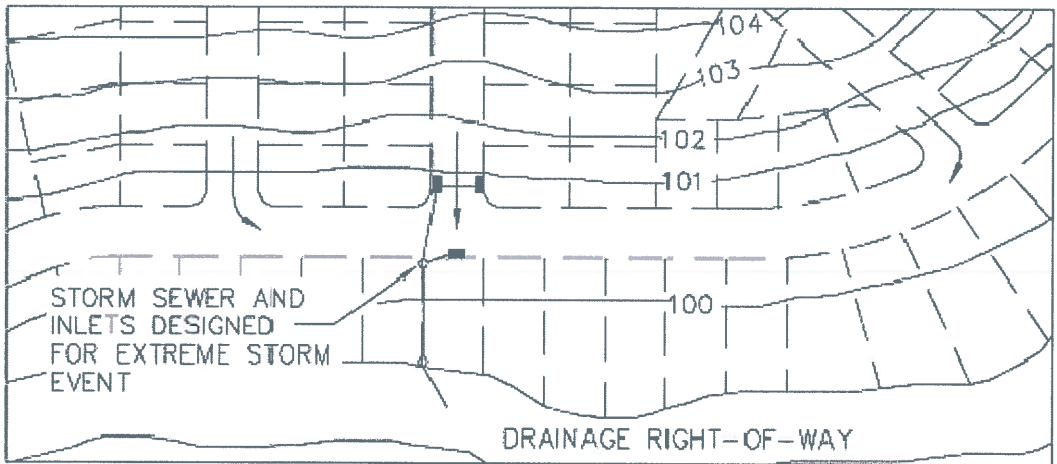 104
103
102
101
100
STORM SEWER AND
INLETS DESIGNED
FOR EXTREME STORM
EVENT
DRAINAGE RIGHT-OF-WAY